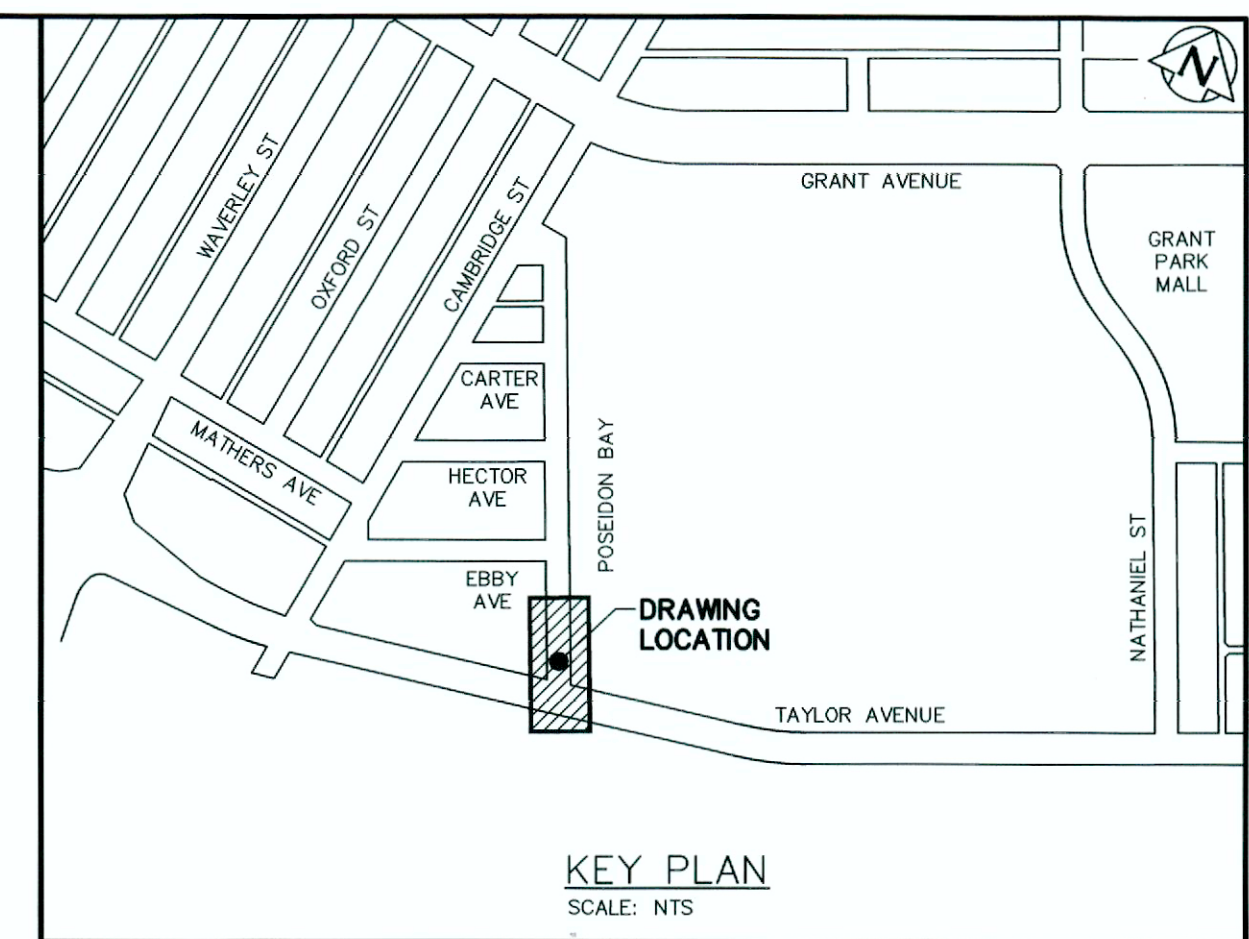 N
WAVERLEY ST
OXFORD ST
CAMBRIDGE ST
GRANT AVENUE
GRANT
PARK
MALL
CARTER
AVE
MATHERS AVE
HECTOR
AVE
POSEIDON BAY
NATHANIEL ST
EBBY
AVE
DRAWING
LOCATION
TAYLOR AVENUE
KEY PLAN
SCALE: NTS